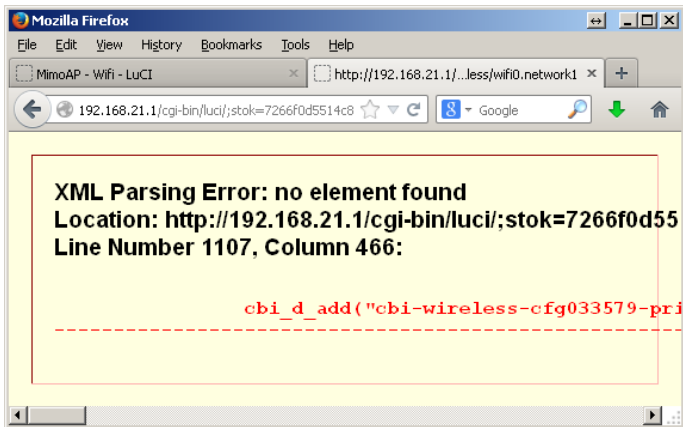 Mozilla Firefox
File Edit View History Bookmarks Tools Help
MimoAP - Wifi - LuCI × http://192.168.21.1/...less/wifi0.network1 × +
192.168.21.1/cgi-bin/luci/;stok=7266f0d5514c8 8 Google
XML Parsing Error: no element found
Location: http://192.168.21.1/cgi-bin/luci/;stok=7266f0d55
Line Number 1107, Column 466:
cbi_d_add("cbi-wireless-cfg033579-pri
--------------------------------------------------------